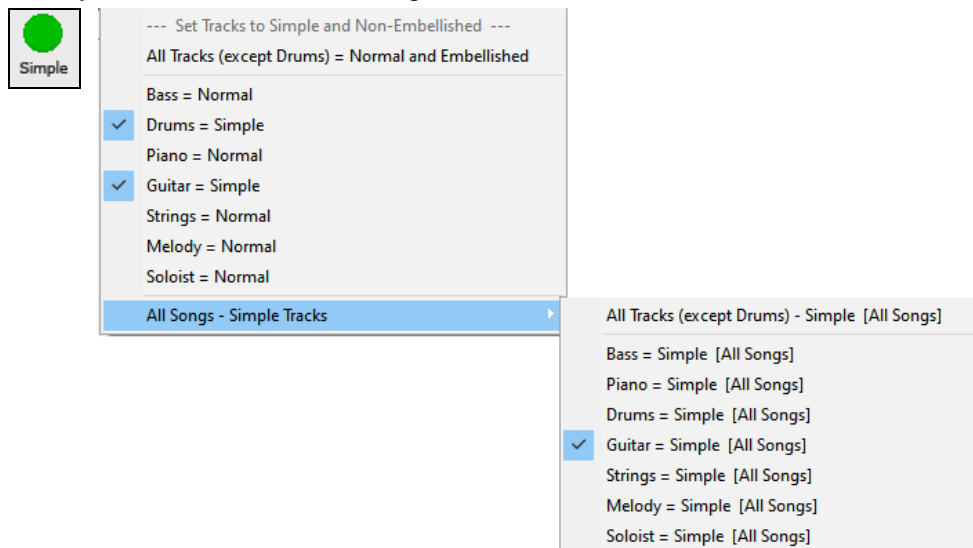 Simple
--- Set Tracks to Simple and Non-Embellished ---
All Tracks (except Drums) = Normal and Embellished
Bass = Normal
Drums = Simple
Piano = Normal
Guitar = Simple
Strings = Normal
Melody = Normal
Soloist = Normal
All Songs - Simple Tracks
All Tracks (except Drums) - Simple [All Songs]
Bass = Simple [All Songs]
Piano = Simple [All Songs]
Drums = Simple [All Songs]
Guitar = Simple [All Songs]
Strings = Simple [All Songs]
Melody = Simple [All Songs]
Soloist = Simple [All Songs]